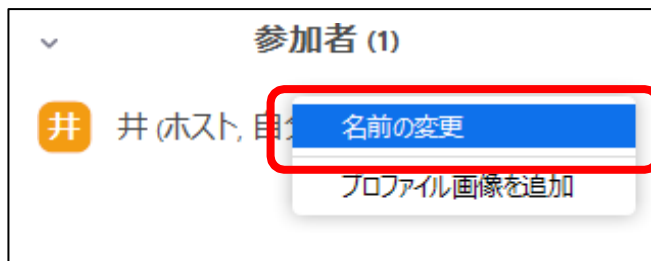 参加者 (1)
井 井 (ホスト, 自
名前の変更
プロファイル画像を追加